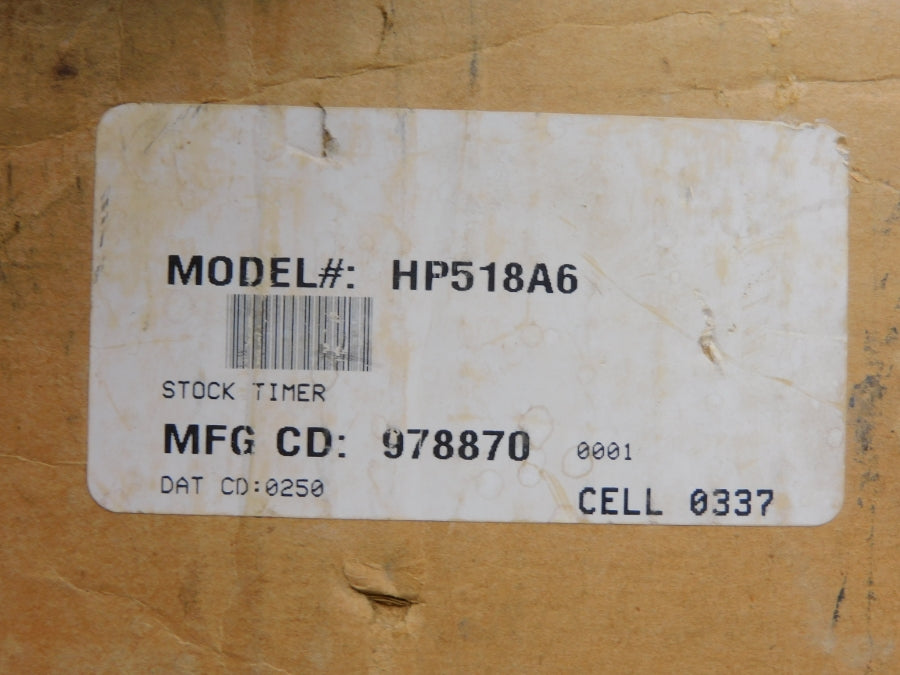 MODEL#: HP518A6
STOCK TIMER
MFG CD: 978870 0001
DAT CD:0250
CELL 0337